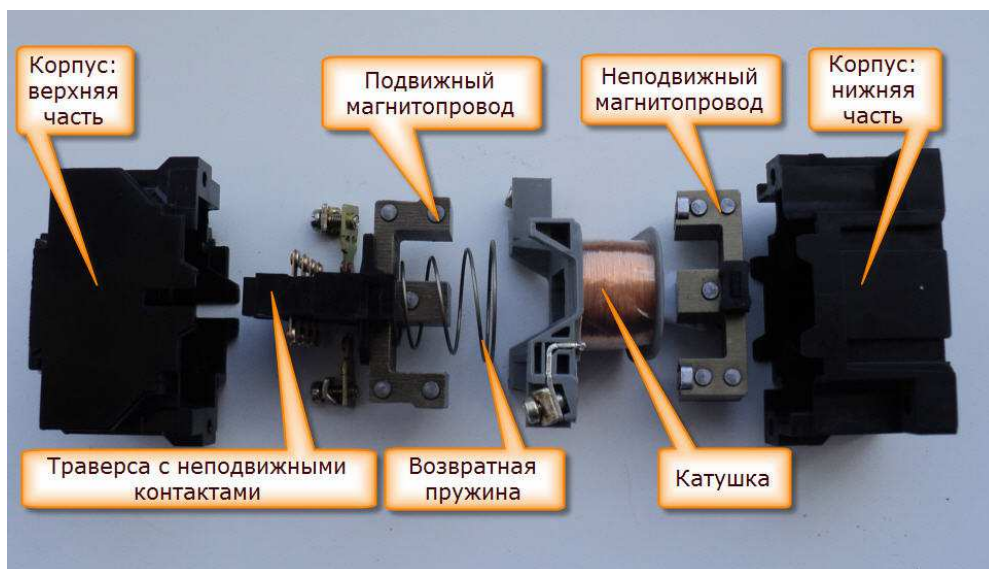 Корпус:
верхняя
часть
Подвижный
магнитопровод
Неподвижный
магнитопровод
Корпус:
нижняя
часть
Траверса с неподвижными
контактами
Возвратная
пружина
Катушка